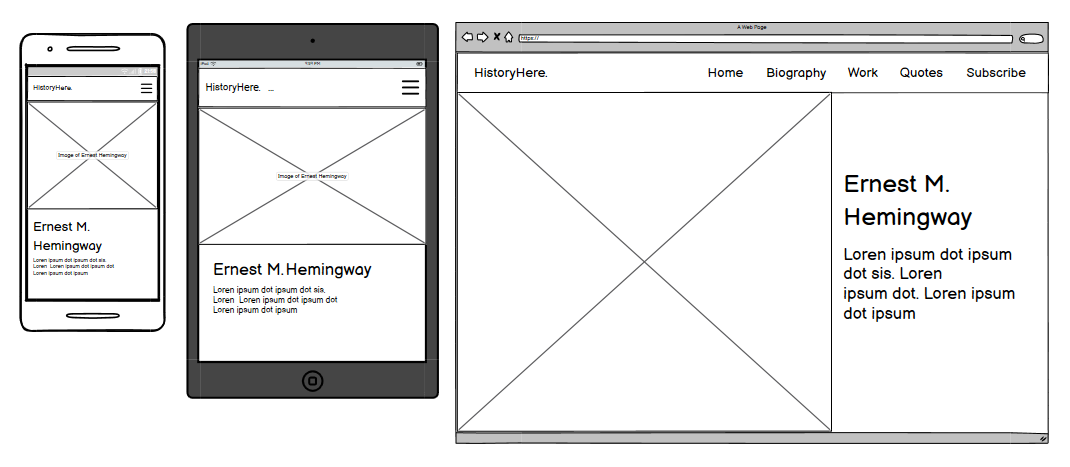 HistoryHere.
Image of Ernest Hemingway
Ernest M.
Hemingway
Loren ipsum dot ipsum dot sis.
Loren Loren ipsum dot ipsum dot
Loren ipsum dot ipsum
iPad
9:34 AM
HistoryHere. _
Image of Ernest Hemingway
Ernest M. Hemingway
Loren ipsum dot ipsum dot sis.
Loren Loren ipsum dot ipsum dot
Loren ipsum dot ipsum
A Web Page
https://
HistoryHere. Home Biography Work Quotes Subscribe
Ernest M.
Hemingway
Loren ipsum dot ipsum
dot sis. Loren
ipsum dot. Loren ipsum
dot ipsum